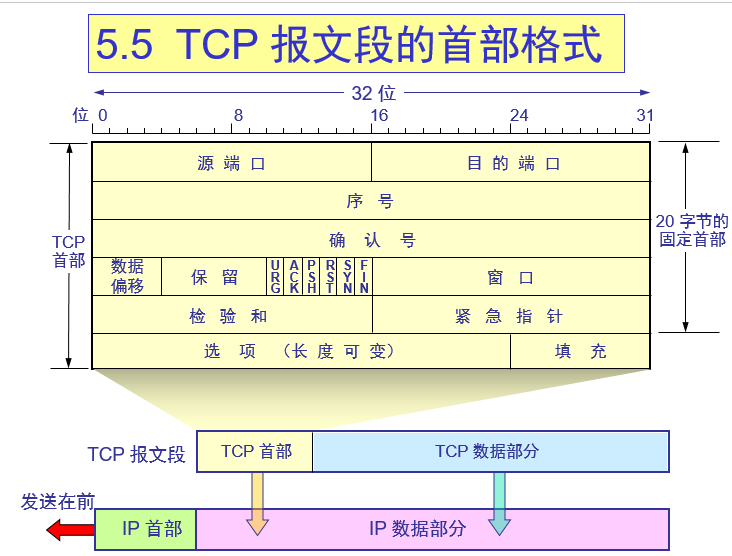 5.5 TCP 报文段的首部格式
32 位
位 0 8 16 24 31
源 端 口 目 的 端 口
序 号
TCP
首部
20 字节的
固定首部
确 认 号
数据
偏移
保 留
URG
ACK
PSH
RST
SYN
FIN
窗 口
检 验 和 紧 急 指 针
选 项 （长 度 可 变） 填 充
TCP 报文段 TCP 首部 TCP 数据部分
发送在前
IP 首部 IP 数据部分